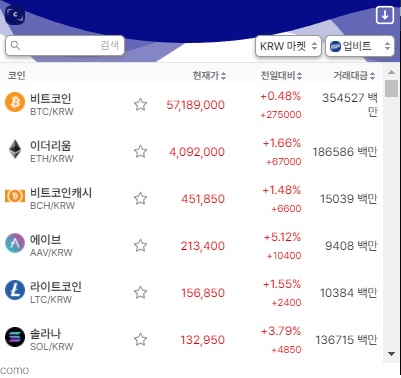 검색 KRW 마켓 업비트
코인 현재가 전일대비 거래대금
비트코인
BTC/KRW
57,189,000
+0.48%
+275000
354527 백만
이더리움
ETH/KRW
4,092,000
+1.66%
+67000
186586 백만
비트코인캐시
BCH/KRW
451,850
+1.48%
+6600
15039 백만
에이브
AAV/KRW
213,400
+5.12%
+10400
9408 백만
라이트코인
LTC/KRW
156,850
+1.55%
+2400
10384 백만
솔라나
SOL/KRW
132,950
+3.79%
+4850
136715 백만
como